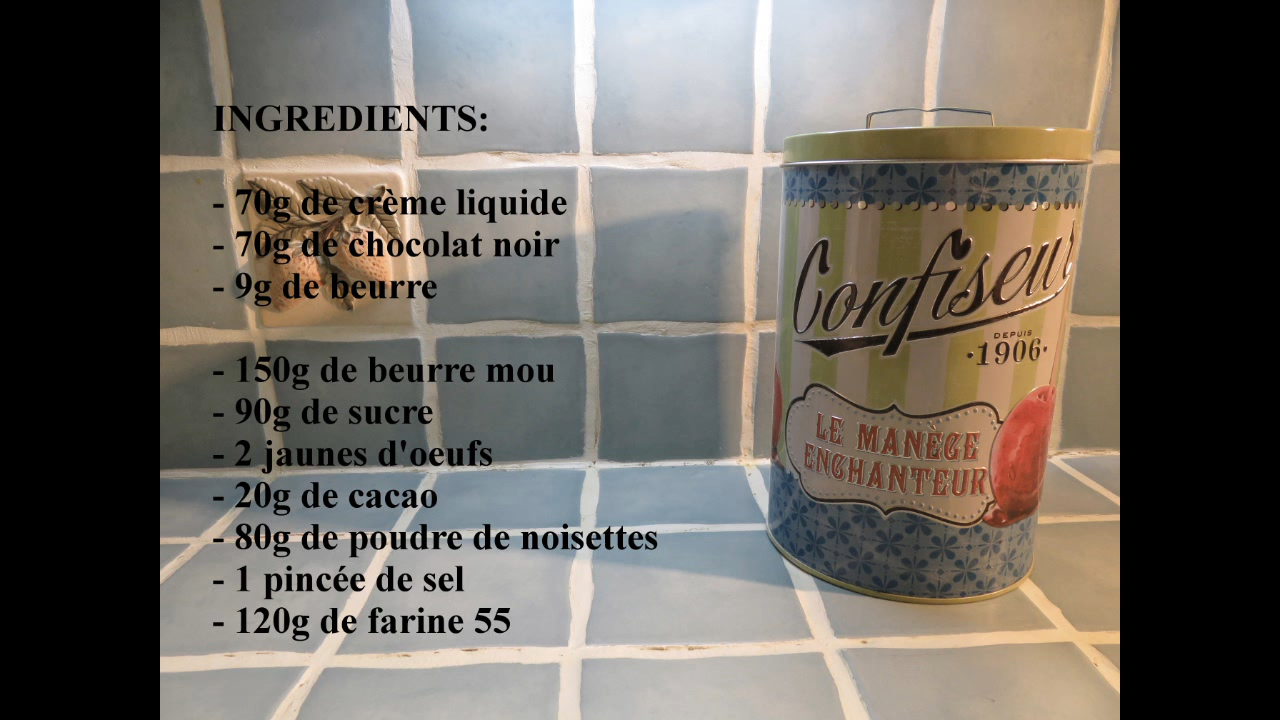 INGREDIENTS:
- 70g de crème liquide
- 70g de chocolat noir
- 9g de beurre
- 150g de beurre mou
- 90g de sucre
- 2 jaunes d'oeufs
- 20g de cacao
- 80g de poudre de noisettes
- 1 pincée de sel
- 120g de farine 55
Confiseur
DEPUIS
·1906·
LE MANÈGE
ENCHANTEUR